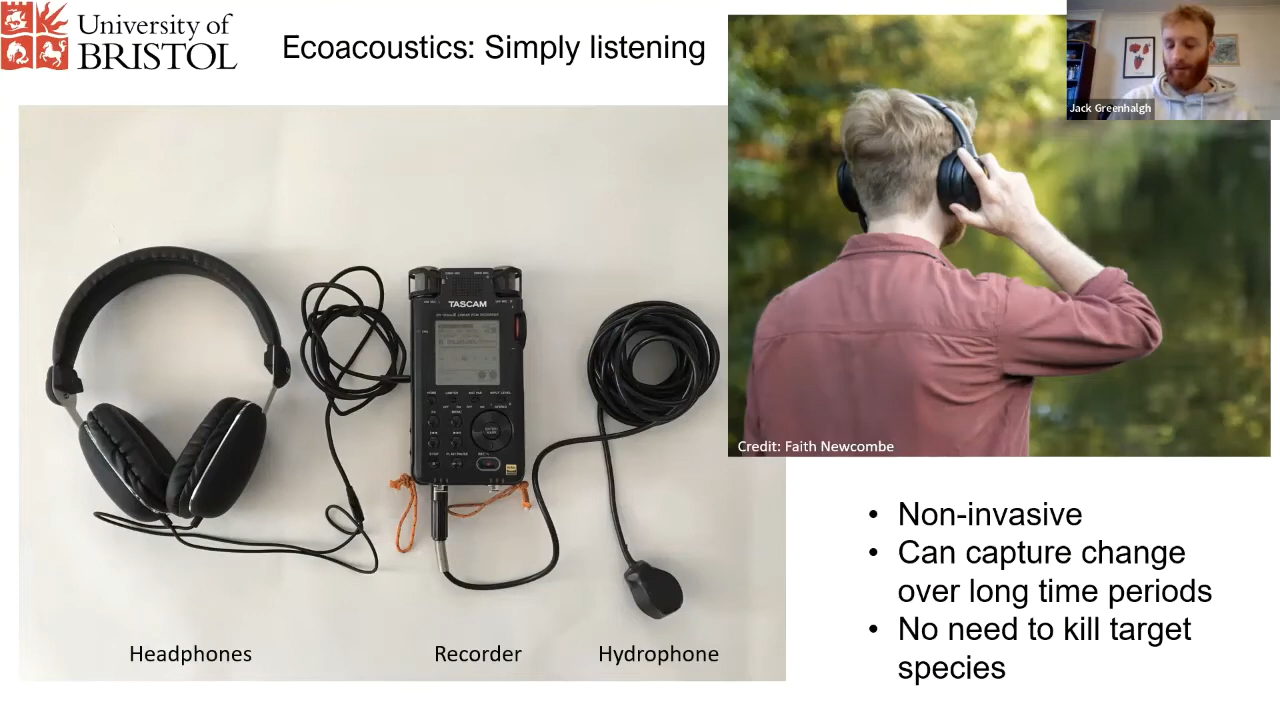 University of
BRISTOL
Ecoacoustics: Simply listening
Jack Greenhalgh
TASCAM
Credit: Faith Newcombe
Headphones
Recorder
Hydrophone
• Non-invasive
• Can capture change
over long time periods
• No need to kill target
species